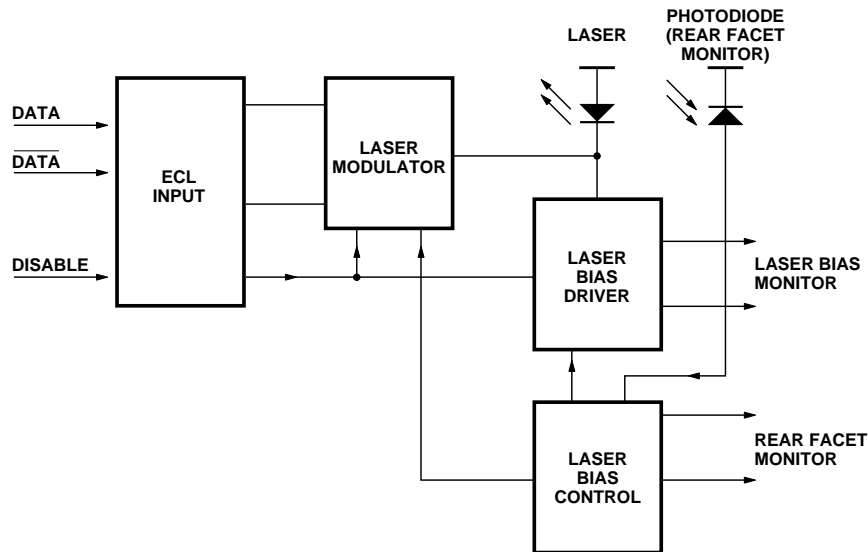 LASER
PHOTODIODE
(REAR FACET
MONITOR)
DATA
DATA
DISABLE
ECL
INPUT
LASER
MODULATOR
LASER
BIAS
DRIVER
LASER BIAS
MONITOR
LASER
BIAS
CONTROL
REAR FACET
MONITOR